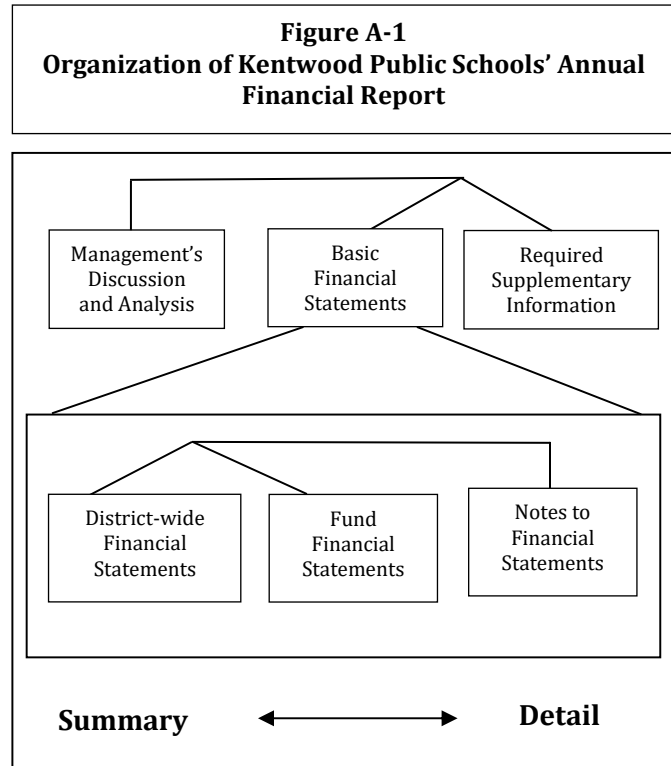 Figure A-1
Organization of Kentwood Public Schools’ Annual
Financial Report
Management’s
Discussion
and Analysis
Basic
Financial
Statements
Required
Supplementary
Information
District-wide
Financial
Statements
Fund
Financial
Statements
Notes to
Financial
Statements
Summary
Detail